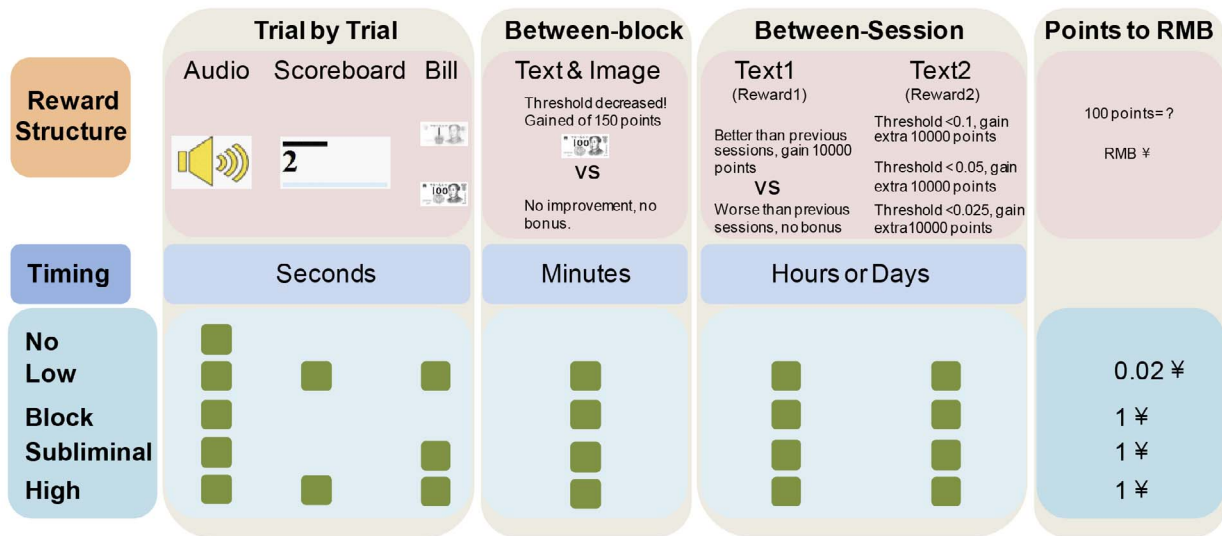 Trial by Trial
Between-block
Between-Session
Points to RMB
Reward
Structure
Audio
Scoreboard
Bill
2
100
Text & Image
Threshold decreased!
Gained of 150 points
100
VS
No improvement, no
bonus.
Text1
(Reward1)
Better than previous
sessions, gain 10000
points
VS
Worse than previous
sessions, no bonus
Text2
(Reward2)
Threshold <0.1, gain
extra 10000 points
Threshold <0.05, gain
extra 10000 points
Threshold <0.025, gain
extra10000 points
100 points= ?
RMB ¥
Timing
Seconds
Minutes
Hours or Days
No
Low
0.02 ¥
Block
1 ¥
Subliminal
1 ¥
High
1 ¥